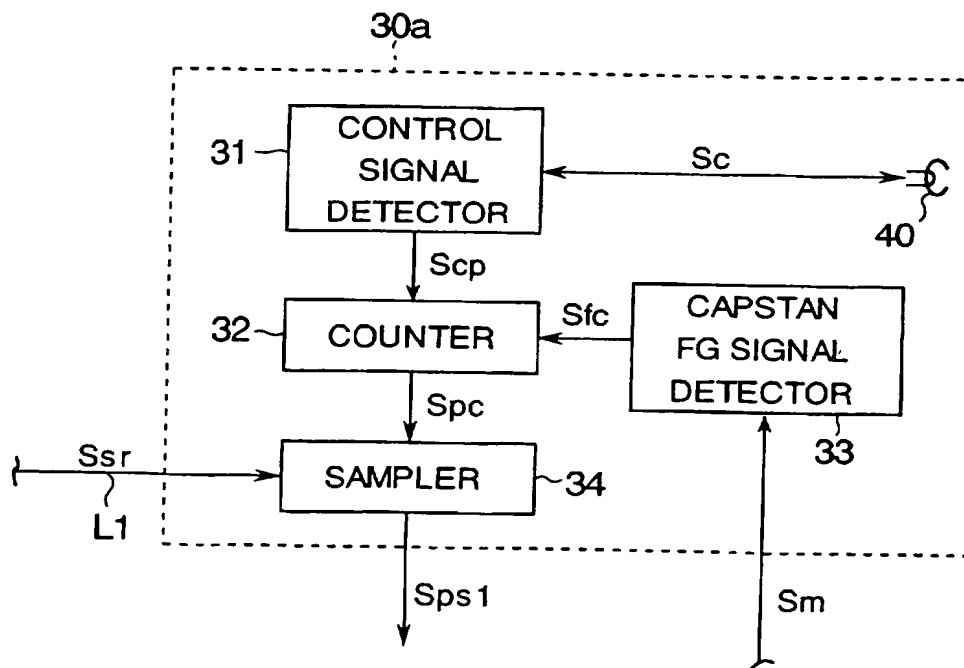 30a
31
CONTROL
SIGNAL
DETECTOR
Sc
40
Scp
32
COUNTER
Sfc
CAPSTAN
FG SIGNAL
DETECTOR
33
Spc
Ssr
L1
SAMPLER
34
Sps1
Sm